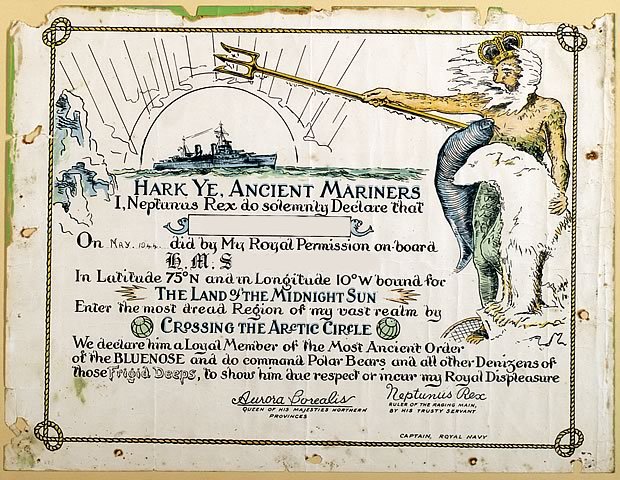 HARK YE, ANCIENT MARINERS
I, Neptunus Rex do solemnly Declare that
On MAY. 1944. did by My Royal Permission on board
H.M.S
In Latitude 75°N and in Longitude 10°W bound for
THE LAND of THE MIDNIGHT SUN
Enter the most dread Region of my vast realm by
CROSSING THE ARCTIC CIRCLE
We declare him a Loyal Member of the Most Ancient Order
of the BLUENOSE and do command Polar Bears and all other Denizens of
those Frigid Deeps, to show him due respect or incur my Royal Displeasure
Aurora Borealis
QUEEN OF HIS MAJESTIES NORTHERN
PROVINCES
Neptunus Rex
RULER OF THE RAGING MAIN,
BY HIS TRUSTY SERVANT
CAPTAIN, ROYAL NAVY